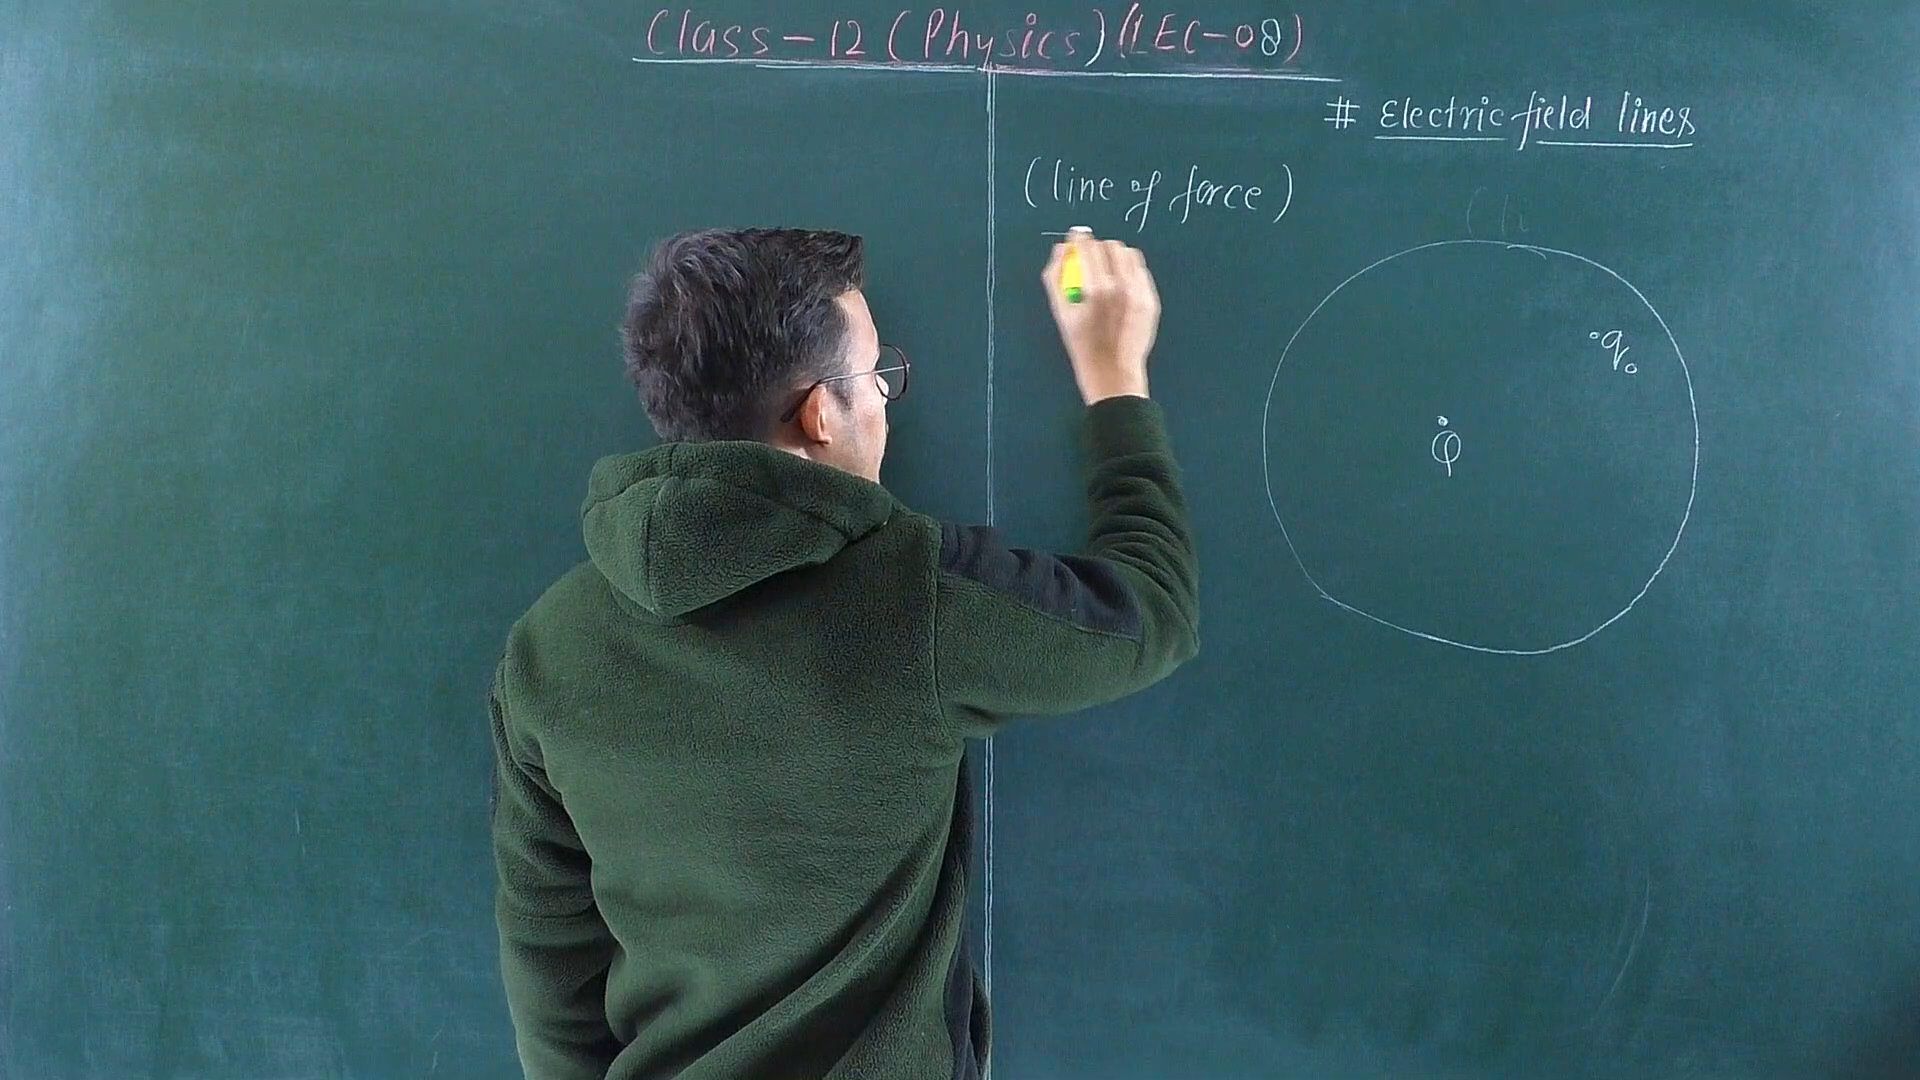 Class-12 (Physics) (LEC-08)
# Electric field lines
(line of force)
q₀
Q